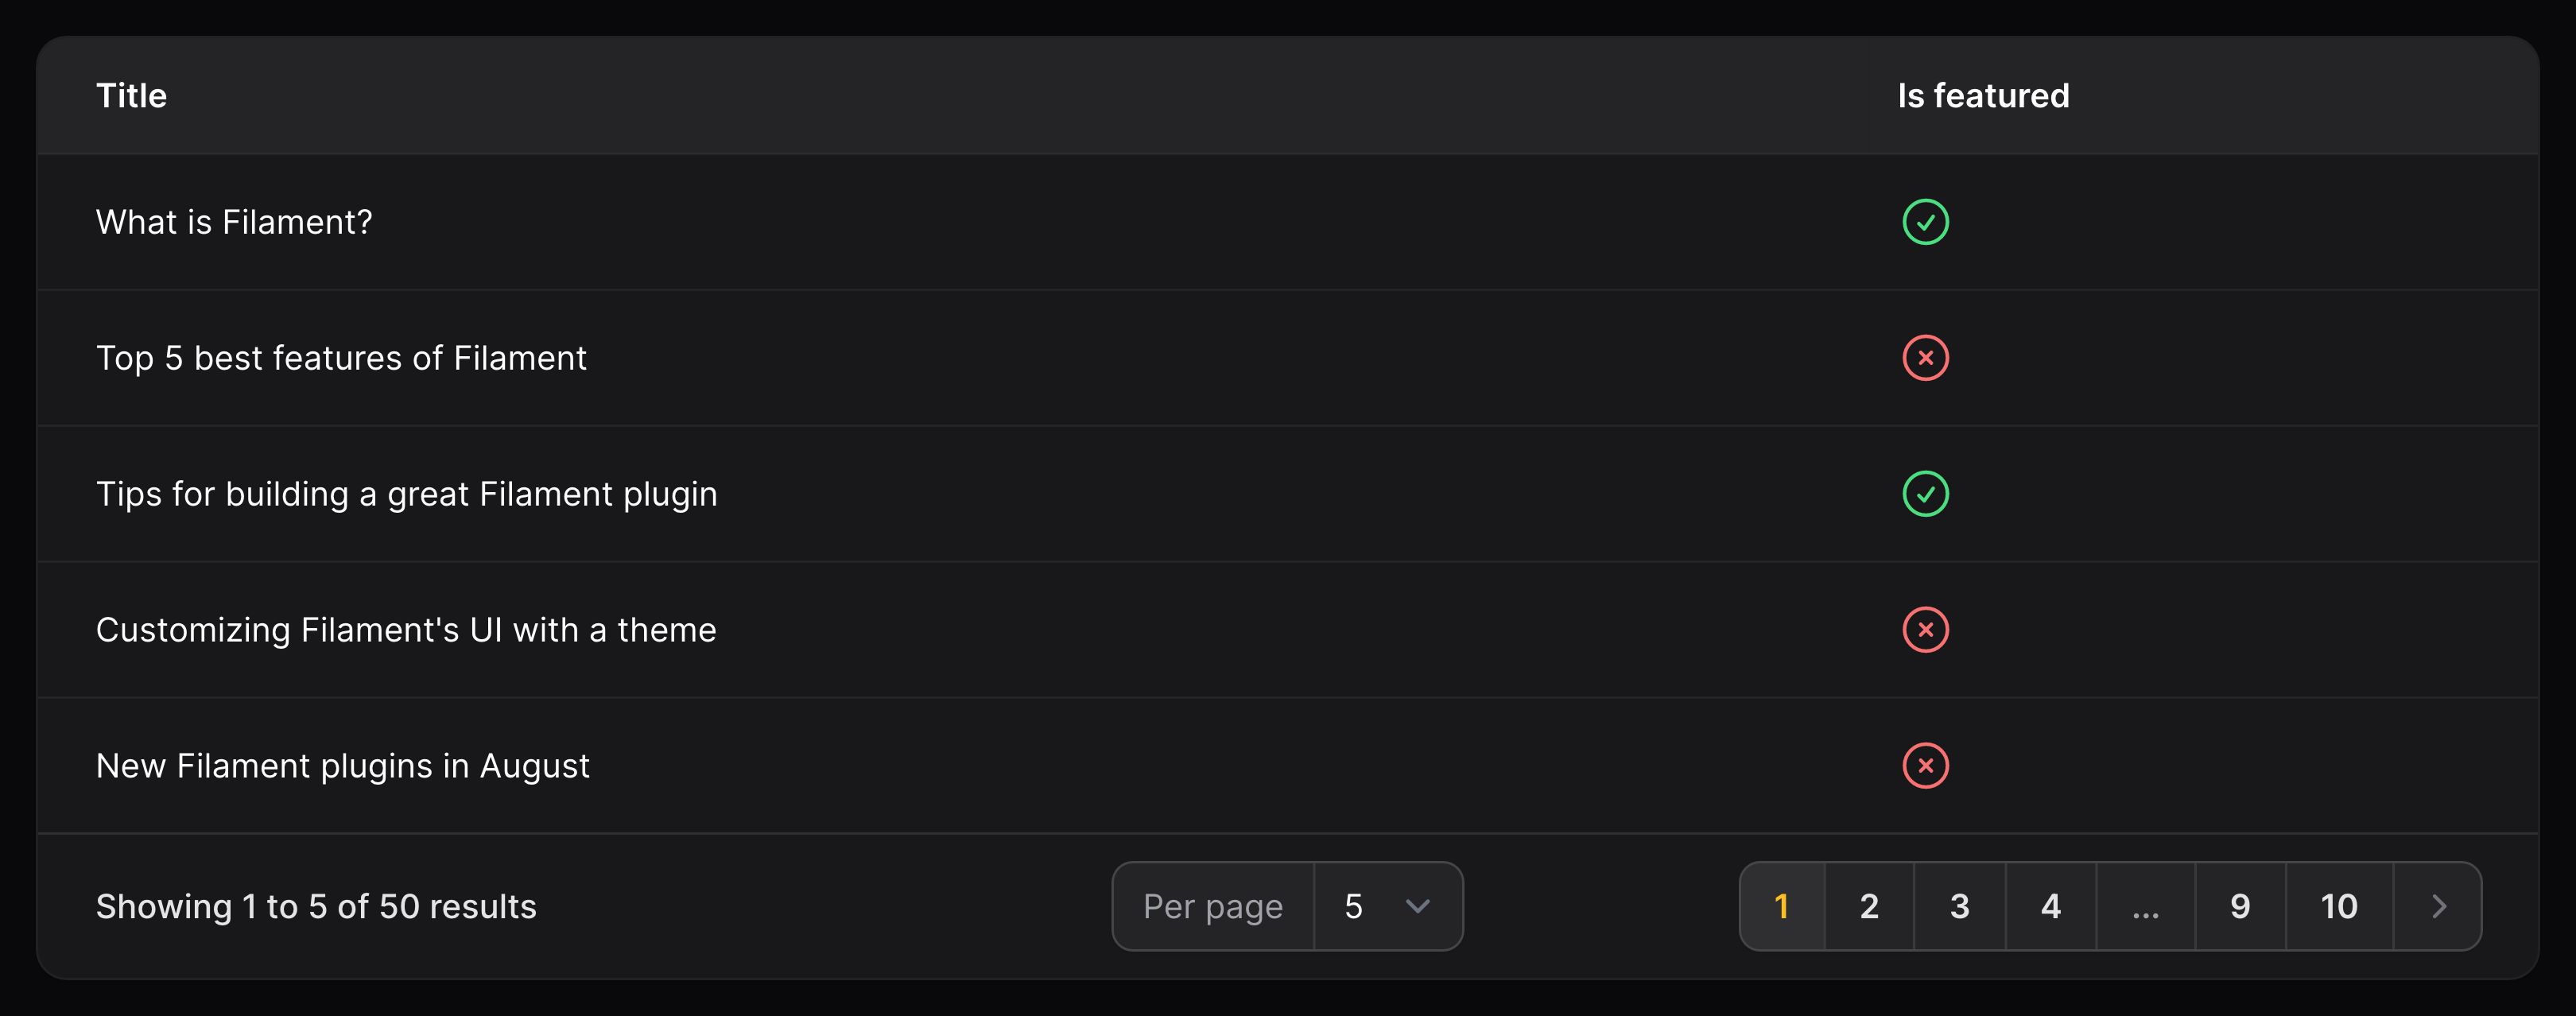 Title Is featured
What is Filament?
Top 5 best features of Filament
Tips for building a great Filament plugin
Customizing Filament's UI with a theme
New Filament plugins in August
Showing 1 to 5 of 50 results Per page 5 1 2 3 4 ... 9 10